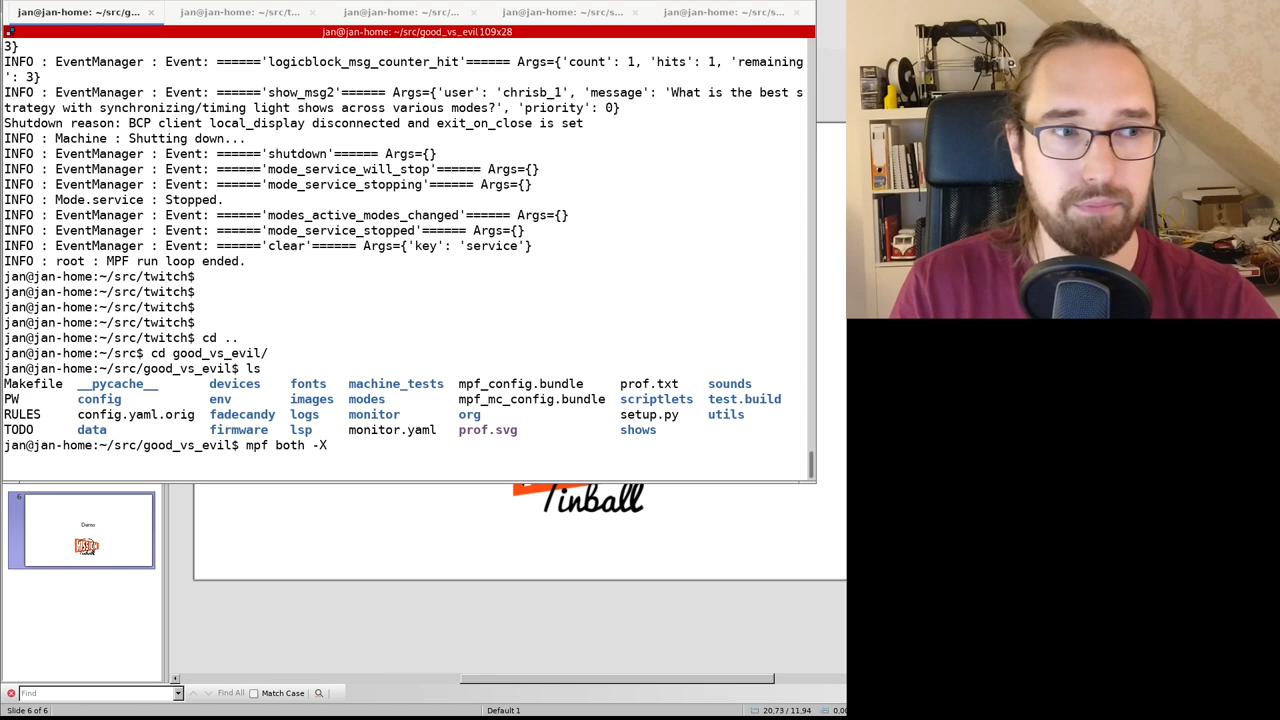 jan@jan-home: ~/src/g... × jan@jan-home: ~/src/t... × jan@jan-home: ~/src/... × jan@jan-home: ~/src/s... × jan@jan-home: ~/src/s... ×
jan@jan-home: ~/src/good_vs_evil 109x28
3}
INFO : EventManager : Event: ======'logicblock_msg_counter_hit'====== Args={'count': 1, 'hits': 1, 'remaining
': 3}
INFO : EventManager : Event: ======'show_msg2'====== Args={'user': 'chrisb_1', 'message': 'What is the best s
trategy with synchronizing/timing light shows across various modes?', 'priority': 0}
Shutdown reason: BCP client local_display disconnected and exit_on_close is set
INFO : Machine : Shutting down...
INFO : EventManager : Event: ======'shutdown'====== Args={}
INFO : EventManager : Event: ======'mode_service_will_stop'====== Args={}
INFO : EventManager : Event: ======'mode_service_stopping'====== Args={}
INFO : Mode.service : Stopped.
INFO : EventManager : Event: ======'modes_active_modes_changed'====== Args={}
INFO : EventManager : Event: ======'mode_service_stopped'====== Args={}
INFO : EventManager : Event: ======'clear'====== Args={'key': 'service'}
INFO : root : MPF run loop ended.
jan@jan-home:~/src/twitch$
jan@jan-home:~/src/twitch$
jan@jan-home:~/src/twitch$
jan@jan-home:~/src/twitch$
jan@jan-home:~/src/twitch$ cd ..
jan@jan-home:~/src$ cd good_vs_evil/
jan@jan-home:~/src/good_vs_evil$ ls
Makefile __pycache__ devices fonts machine_tests mpf_config.bundle prof.txt sounds
PW config env images modes mpf_mc_config.bundle scriptlets test.build
RULES config.yaml.orig fadecandy logs monitor org setup.py utils
TODO data firmware lsp monitor.yaml prof.svg shows
jan@jan-home:~/src/good_vs_evil$ mpf both -X
Pinball
6
Demo
Find
Find All
Match Case
Slide 6 of 6
Default 1
20,73 / 11,94
0,00